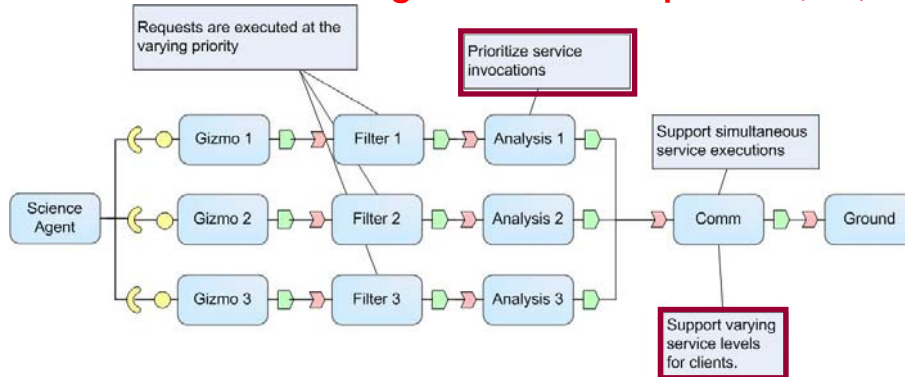 Requests are executed at the
varying priority
Prioritize service
invocations
Gizmo 1
Filter 1
Analysis 1
Support simultaneous
service executions
Science
Agent
Gizmo 2
Filter 2
Analysis 2
Comm
Ground
Gizmo 3
Filter 3
Analysis 3
Support varying
service levels
for clients.